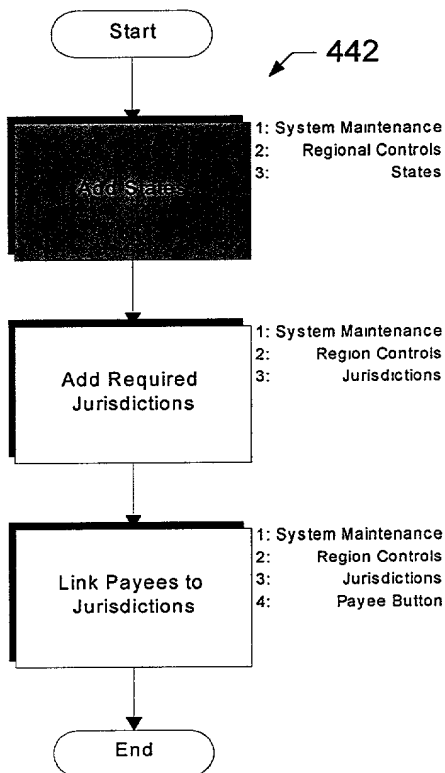 Start
442
Add States
1: System Maintenance
2: Regional Controls
3: States
Add Required
Jurisdictions
1: System Maintenance
2: Region Controls
3: Jurisdictions
Link Payees to
Jurisdictions
1: System Maintenance
2: Region Controls
3: Jurisdictions
4: Payee Button
End